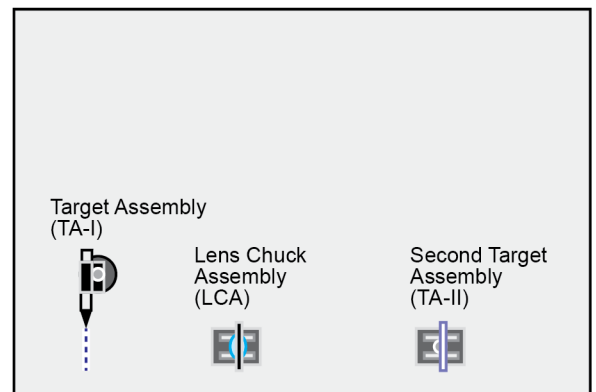 Target Assembly
(TA-I)
Lens Chuck
Assembly
(LCA)
Second Target
Assembly
(TA-II)